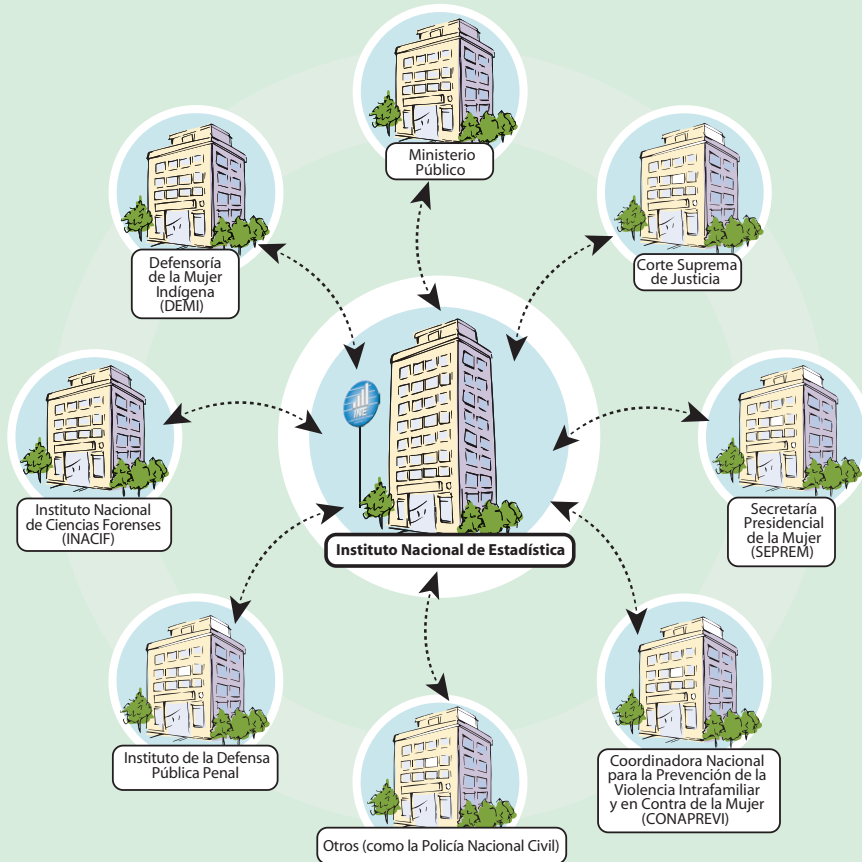 Ministerio
Público
Defensoría
de la Mujer
Indígena
(DEMI)
Corte Suprema
de Justicia
INE
Instituto Nacional
de Ciencias Forenses
(INACIF)
Secretaría
Presidencial
de la Mujer
(SEPREM)
Instituto Nacional de Estadística
Instituto de la Defensa
Pública Penal
Coordinadora Nacional
para la Prevención de la
Violencia Intrafamiliar
y en Contra de la Mujer
(CONAPREVI)
Otros (como la Policía Nacional Civil)